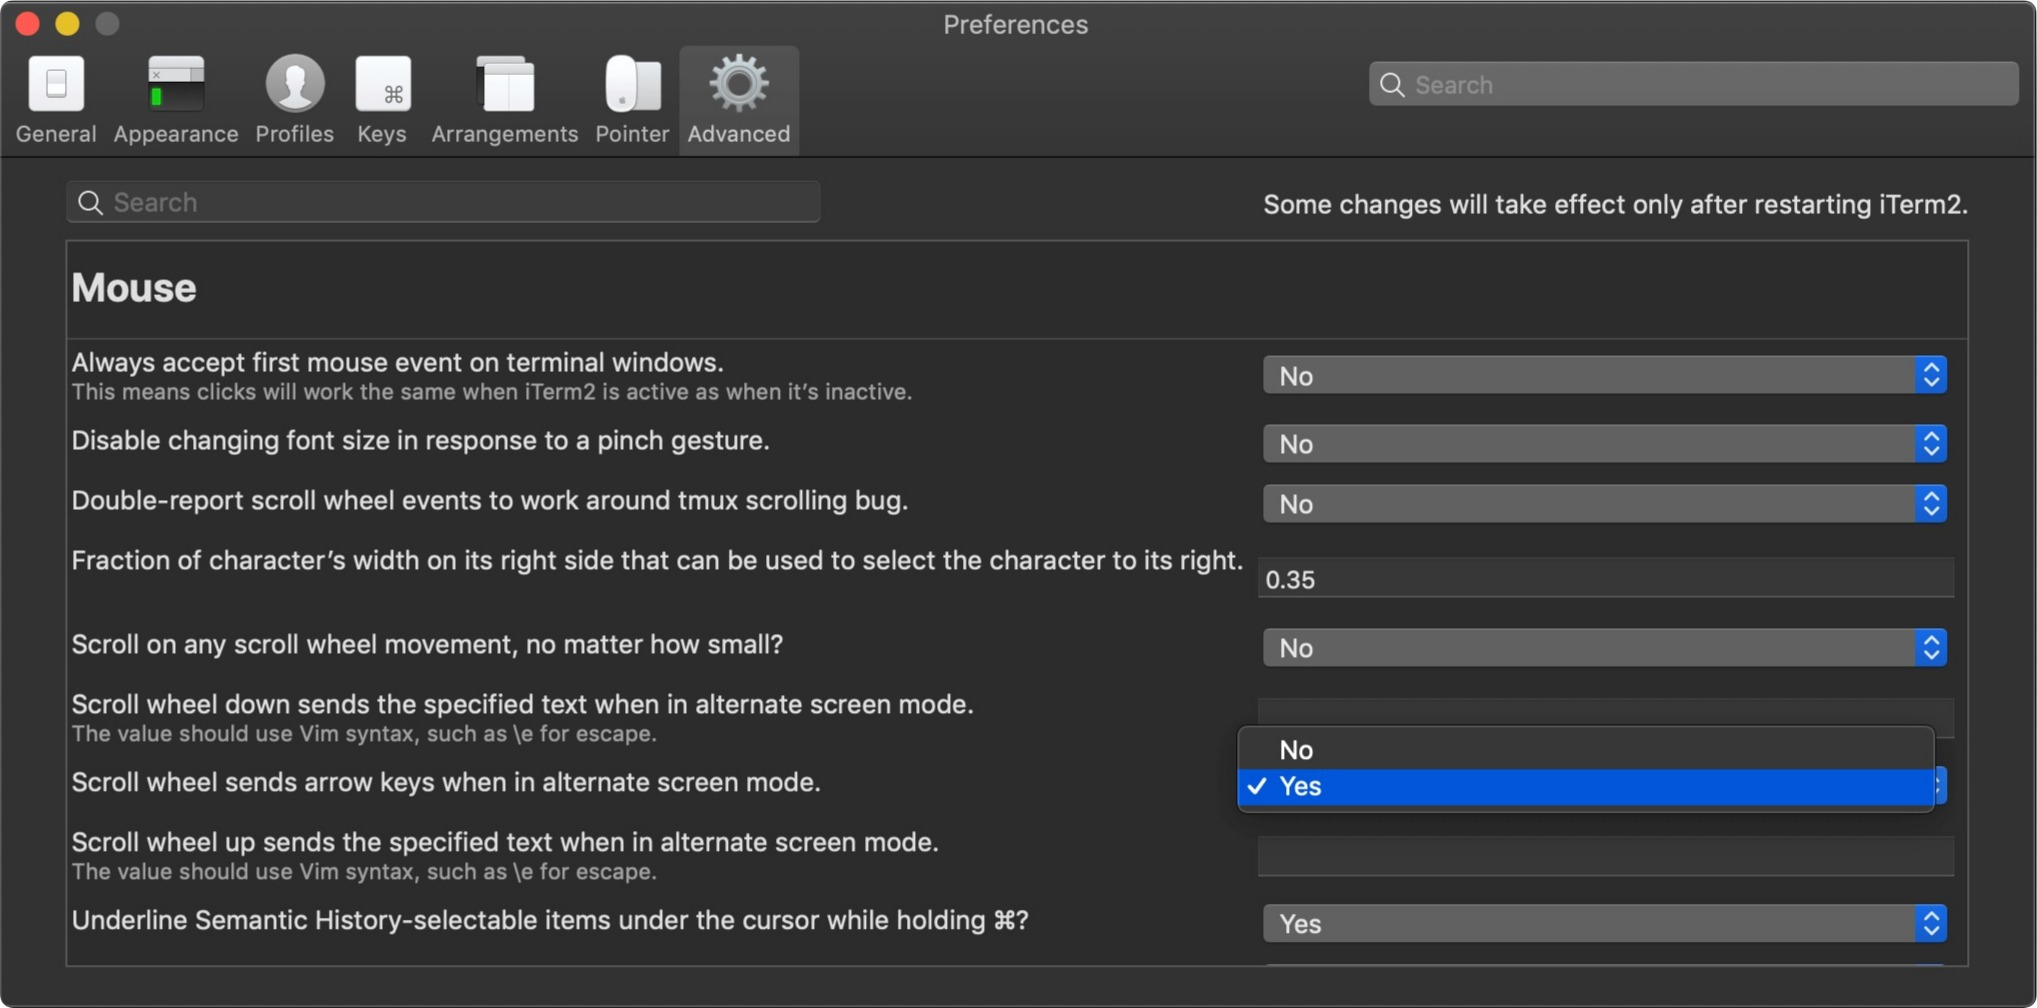 Preferences
General Appearance Profiles Keys Arrangements Pointer Advanced
Search
Search
Some changes will take effect only after restarting iTerm2.
Mouse
Always accept first mouse event on terminal windows.
This means clicks will work the same when iTerm2 is active as when it’s inactive.
No
Disable changing font size in response to a pinch gesture.
No
Double-report scroll wheel events to work around tmux scrolling bug.
No
Fraction of character’s width on its right side that can be used to select the character to its right.
0.35
Scroll on any scroll wheel movement, no matter how small?
No
Scroll wheel down sends the specified text when in alternate screen mode.
The value should use Vim syntax, such as \e for escape.
No
Scroll wheel sends arrow keys when in alternate screen mode.
✓ Yes
Scroll wheel up sends the specified text when in alternate screen mode.
The value should use Vim syntax, such as \e for escape.
Underline Semantic History-selectable items under the cursor while holding ⌘?
Yes